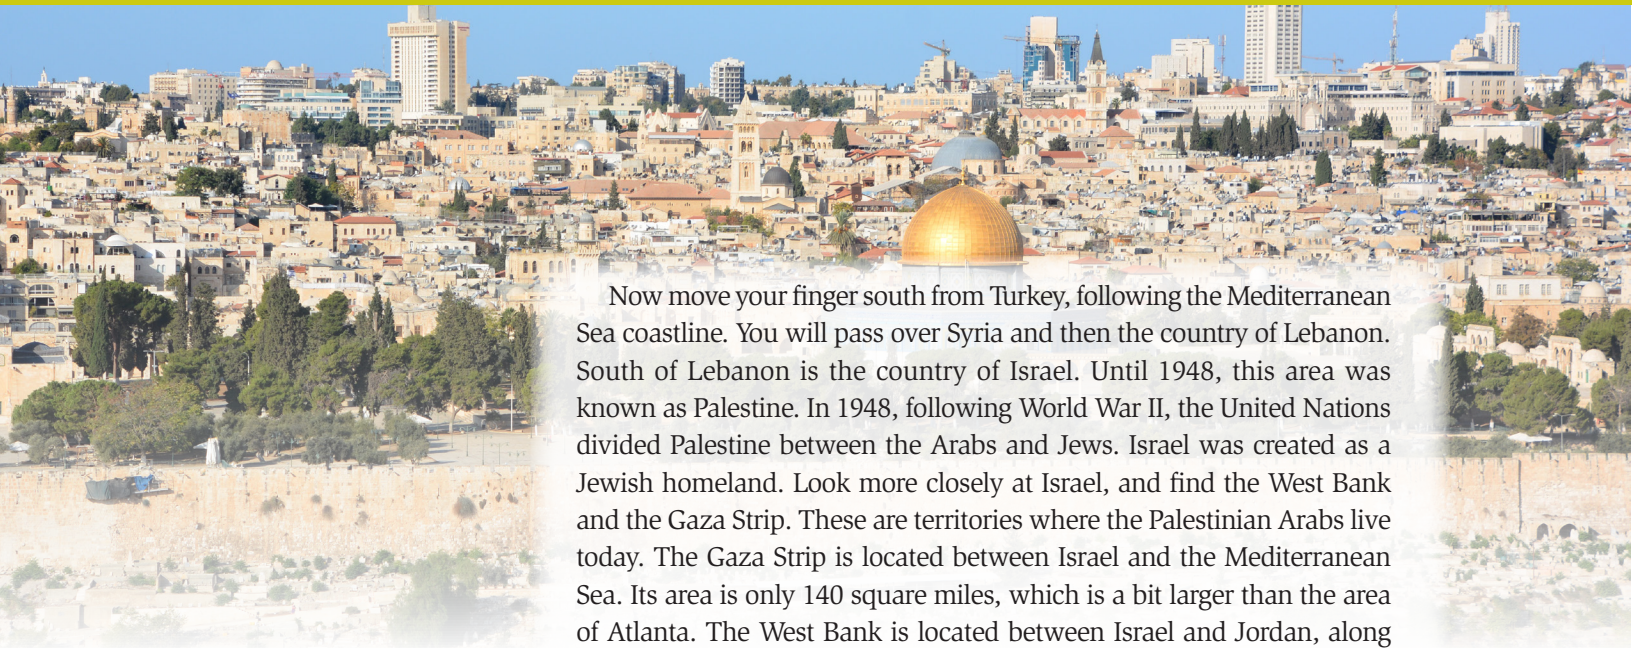 Now move your finger south from Turkey, following the Mediterranean
Sea coastline. You will pass over Syria and then the country of Lebanon.
South of Lebanon is the country of Israel. Until 1948, this area was
known as Palestine. In 1948, following World War II, the United Nations
divided Palestine between the Arabs and Jews. Israel was created as a
Jewish homeland. Look more closely at Israel, and find the West Bank
and the Gaza Strip. These are territories where the Palestinian Arabs live
today. The Gaza Strip is located between Israel and the Mediterranean
Sea. Its area is only 140 square miles, which is a bit larger than the area
of Atlanta. The West Bank is located between Israel and Jordan, along